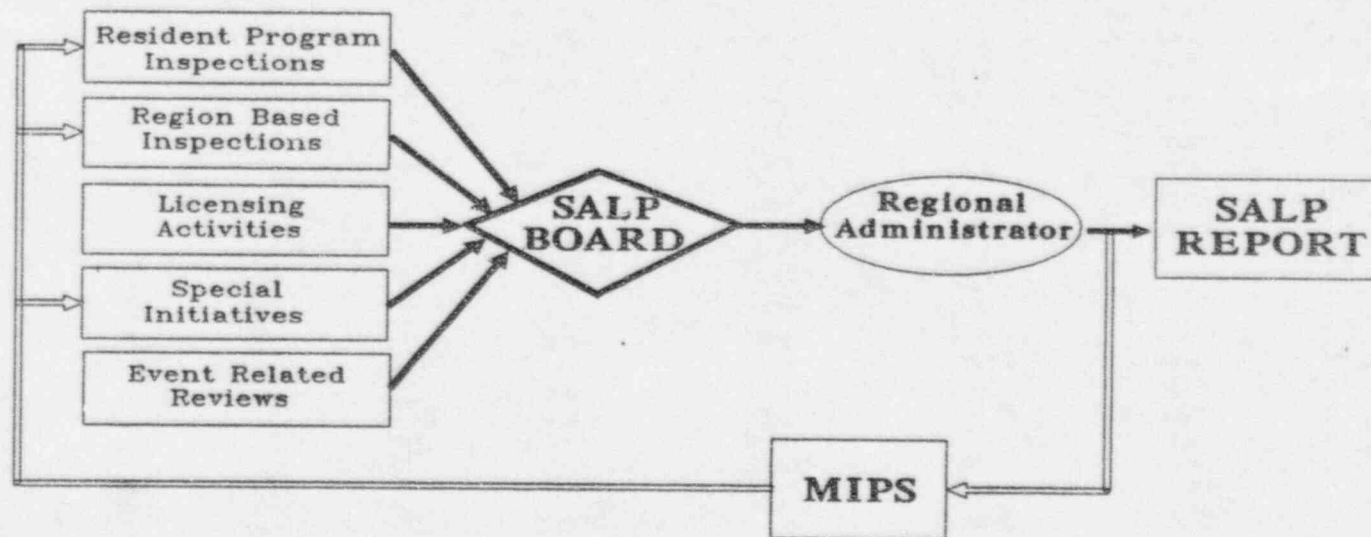 Resident Program
Inspections
Region Based
Inspections
Licensing
Activities
Special
Initiatives
Event Related
Reviews
SALP
BOARD
Regional
Administrator
SALP
REPORT
MIPS